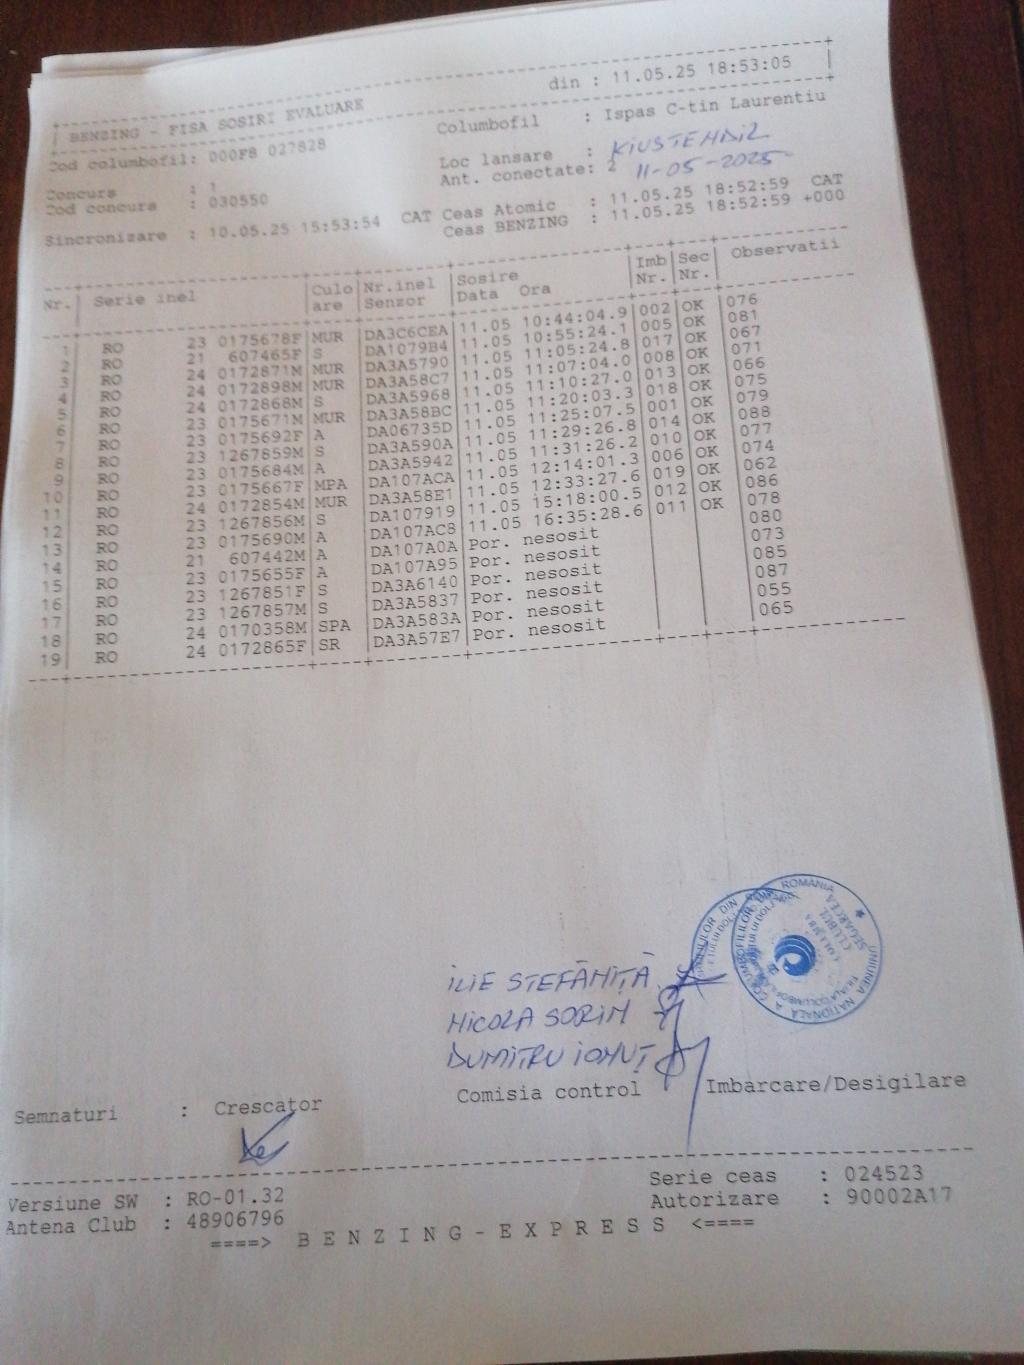 BENZING - FISA SOSIRI EVALUARE din : 11.05.25 18:53:05
Cod columbofil: D00F8 027828 Columbofil : Ispas C-tin Laurentiu
Concurs : 1 Loc lansare : KIUSTENDIL
Cod concurs : 030550 Ant. conectate: 2 11-05-2025
Sincronizare : 10.05.25 15:53:54 CAT Ceas Atomic : 11.05.25 18:52:59 CAT
Ceas BENZING : 11.05.25 18:52:59 +000
Nr. Serie inel Culo Nr.inel Sosire Imb Sec Observatii
are Senzor Data Ora Nr. Nr.
1 RO 23 0175678F MUR DA3C6CEA 11.05 10:44:04.9 002 OK 076
2 RO 21 607465F S DA1079B4 11.05 10:55:24.1 005 OK 081
3 RO 24 0172871M MUR DA3A5790 11.05 11:05:24.8 017 OK 067
4 RO 24 0172898M MUR DA3A58C7 11.05 11:07:04.0 008 OK 071
5 RO 24 0172868M S DA3A5968 11.05 11:10:27.0 013 OK 066
6 RO 23 0175671M MUR DA3A58BC 11.05 11:20:03.3 018 OK 075
7 RO 23 0175692F A DA06735D 11.05 11:25:07.5 001 OK 079
8 RO 23 1267859M S DA3A590A 11.05 11:29:26.8 014 OK 088
9 RO 23 0175684M A DA3A5942 11.05 11:31:26.2 010 OK 077
10 RO 23 0175667F MPA DA107ACA 11.05 12:14:01.3 006 OK 074
11 RO 24 0172854M MUR DA3A58E1 11.05 12:33:27.6 019 OK 062
12 RO 23 1267856M S DA107919 11.05 15:18:00.5 012 OK 086
13 RO 23 0175690M A DA107AC8 11.05 16:35:28.6 011 OK 078
14 RO 21 607442M A DA107A0A Por. nesosit 080
15 RO 23 0175655F A DA107A95 Por. nesosit 073
16 RO 23 1267851F S DA3A6140 Por. nesosit 085
17 RO 23 1267857M S DA3A5837 Por. nesosit 087
18 RO 24 0170358M SPA DA3A583A Por. nesosit 055
19 RO 24 0172865F SR DA3A57E7 Por. nesosit 065
UNIUNEA NAȚIONALĂ A COLUMBOFILILOR DIN ROMÂNIA
CLUBUL
SEGARCEA
ILIE ȘTEFĂNIȚĂ
NICOLA SORIN
DUMITRU IONUȚ
Semnaturi : Crescator Comisia control Imbarcare/Desigilare
Versiune SW : RO-01.32 Serie ceas : 024523
Antena Club : 48906796 Autorizare : 90002A17
====> B E N Z I N G - E X P R E S S <====